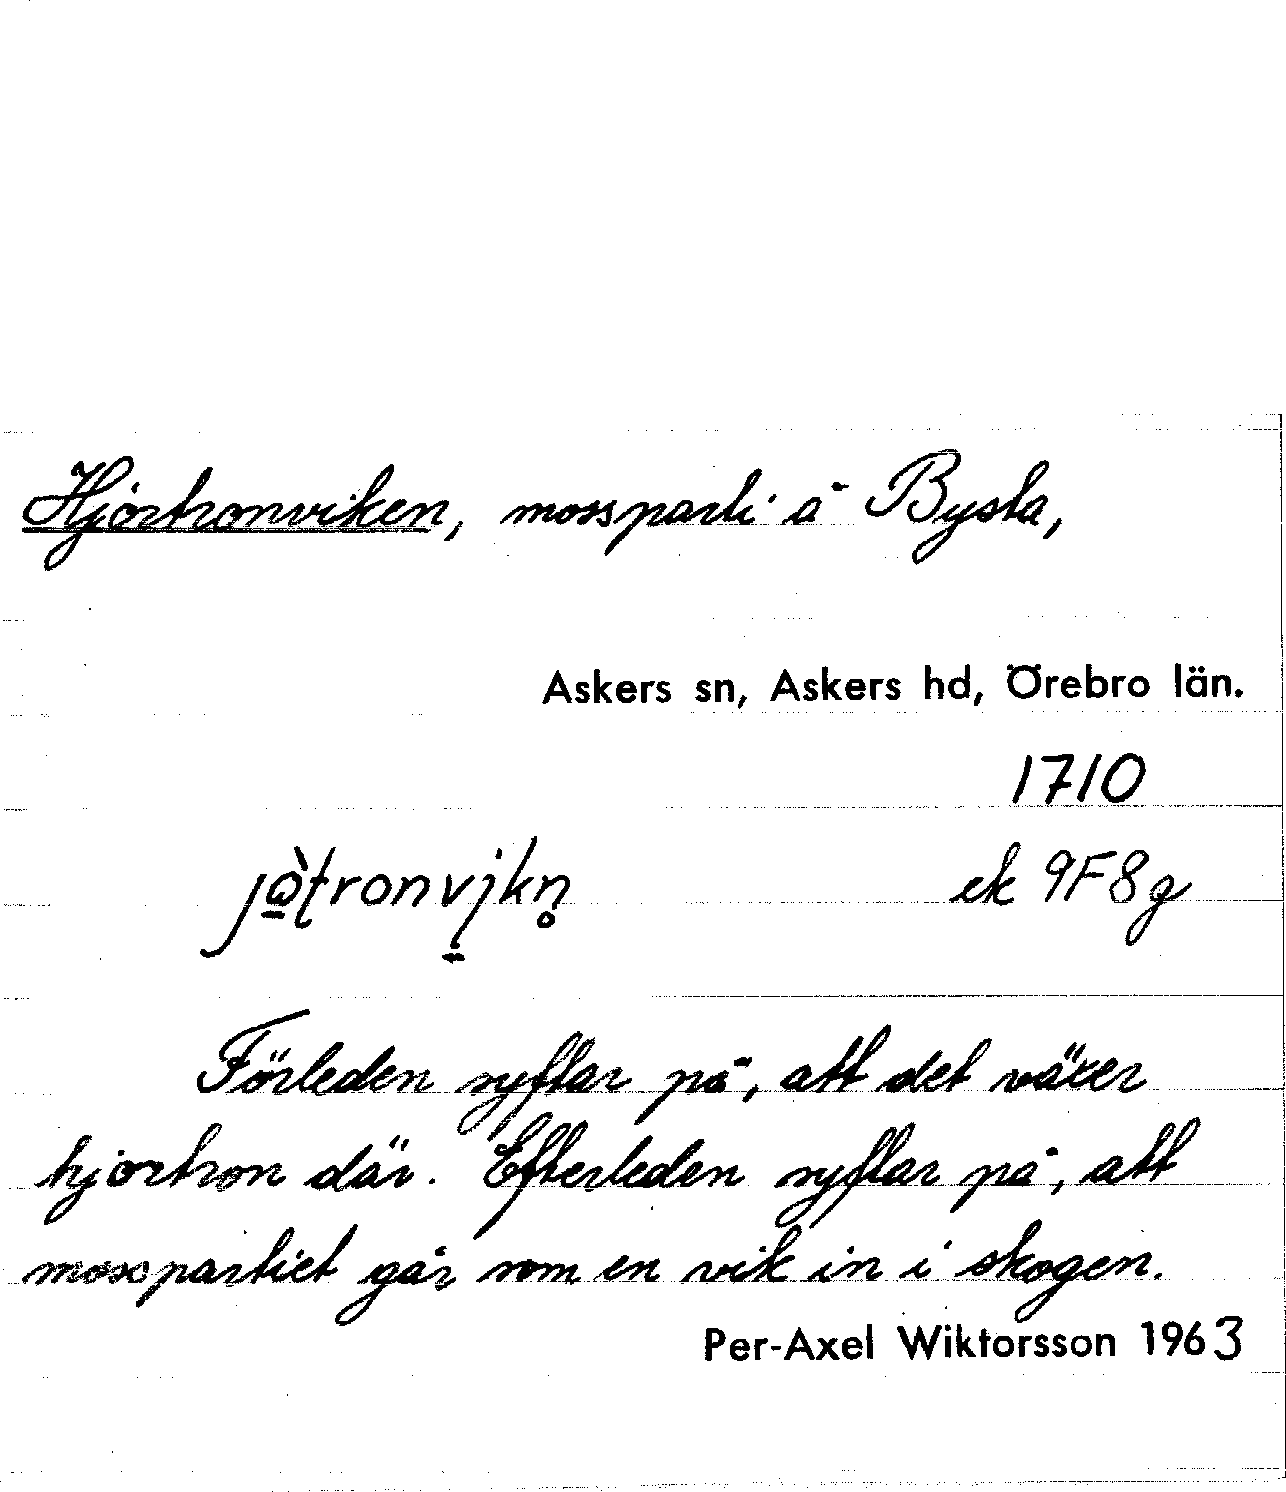 Hjortronviken, mossparti å Bysta,
Askers sn, Askers hd, Örebro län.
1710
ek 9F8g
Förleden syftar på, att det växer
hjortron där. Efterleden syftar på, att
mosspartiet går som en vik in i skogen.
Per-Axel Wiktorsson 1963